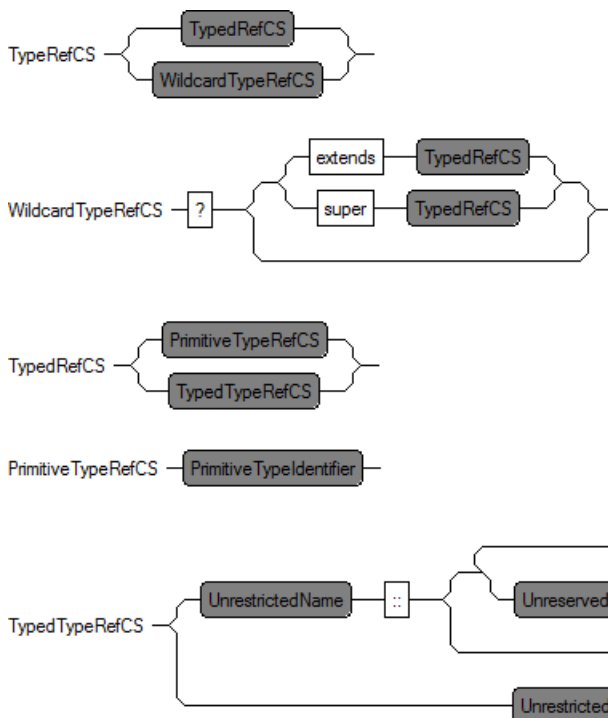 TypedRefCS
TypeRefCS
WildcardTypeRefCS
extends TypedRefCS
WildcardTypeRefCS ?
super TypedRefCS
PrimitiveTypeRefCS
TypedRefCS
TypedTypeRefCS
PrimitiveTypeRefCS PrimitiveTypeIdentifier
UnrestrictedName :: Unreserved
TypedTypeRefCS
Unrestricted